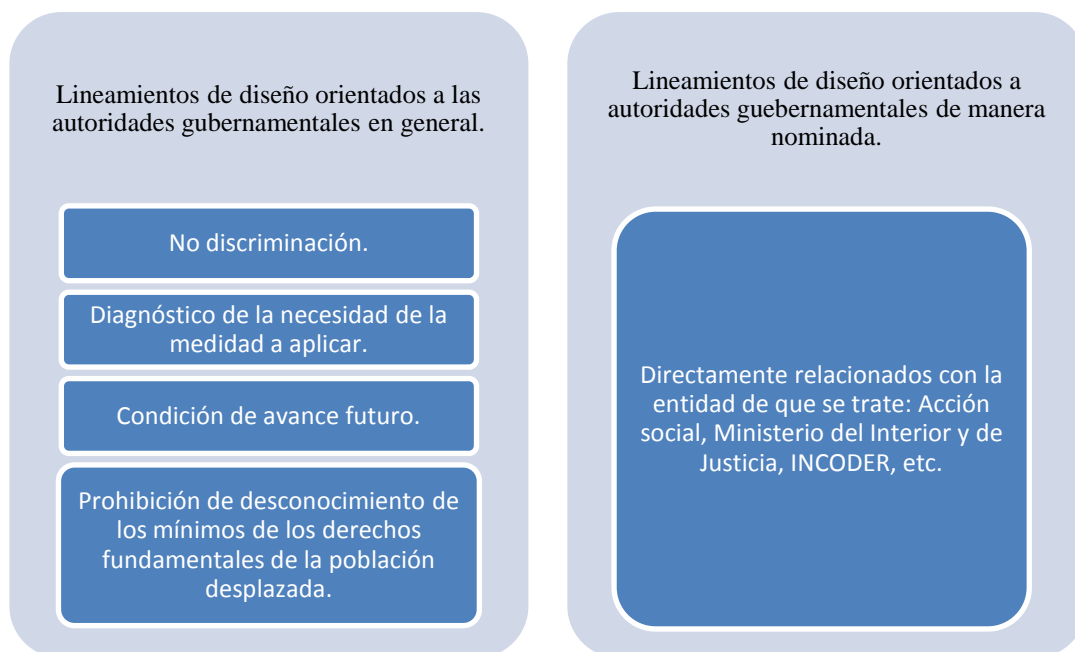 Lineamientos de diseño orientados a las
autoridades gubernamentales en general.
No discriminación.
Diagnóstico de la necesidad de la
medidad a aplicar.
Condición de avance futuro.
Prohibición de desconocimiento de
los mínimos de los derechos
fundamentales de la población
desplazada.
Lineamientos de diseño orientados a
autoridades guebernamentales de manera
nominada.
Directamente relacionados con la
entidad de que se trate: Acción
social, Ministerio del Interior y de
Justicia, INCODER, etc.